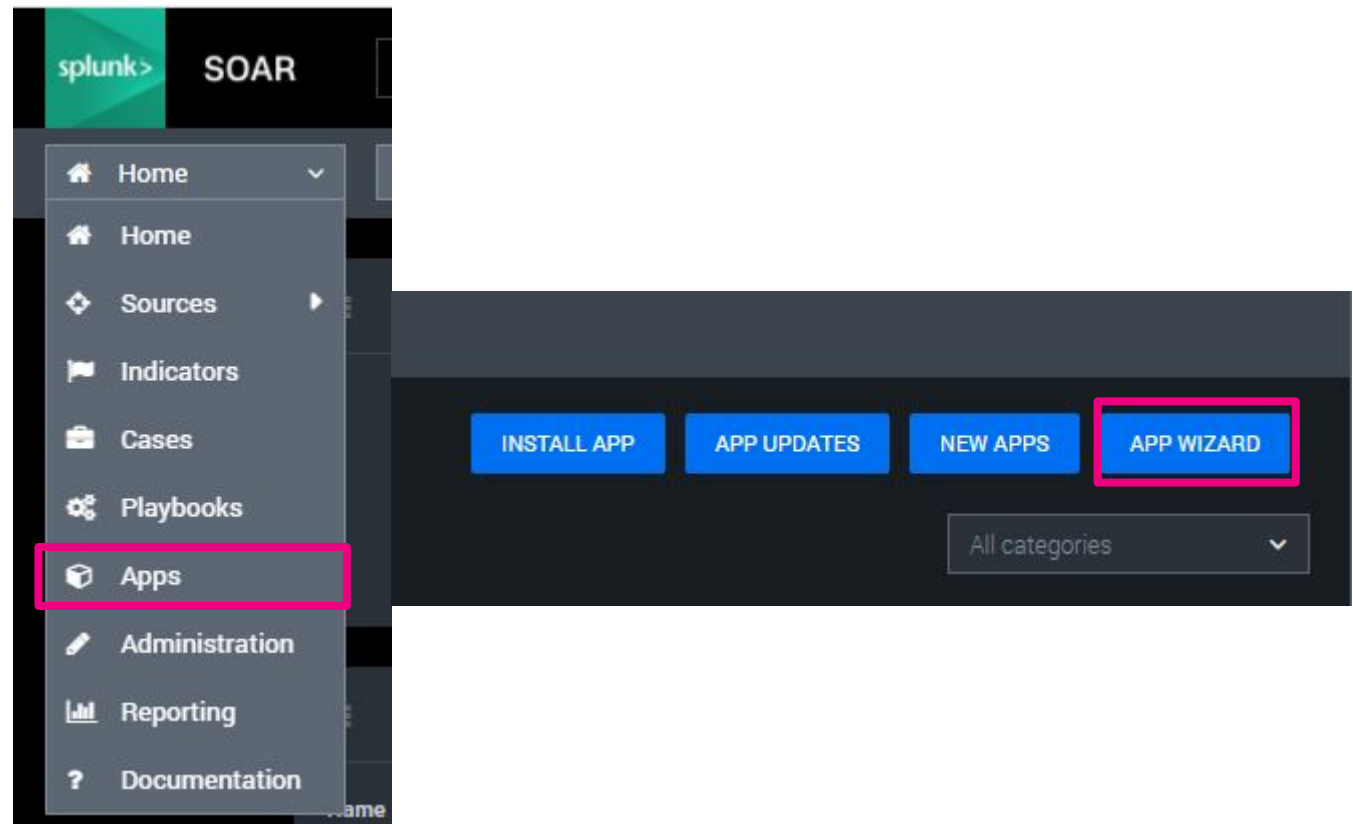 splunk> SOAR
Home
Home
Sources
Indicators
Cases
Playbooks
Apps
Administration
Reporting
? Documentation
INSTALL APP APP UPDATES NEW APPS APP WIZARD
All categories